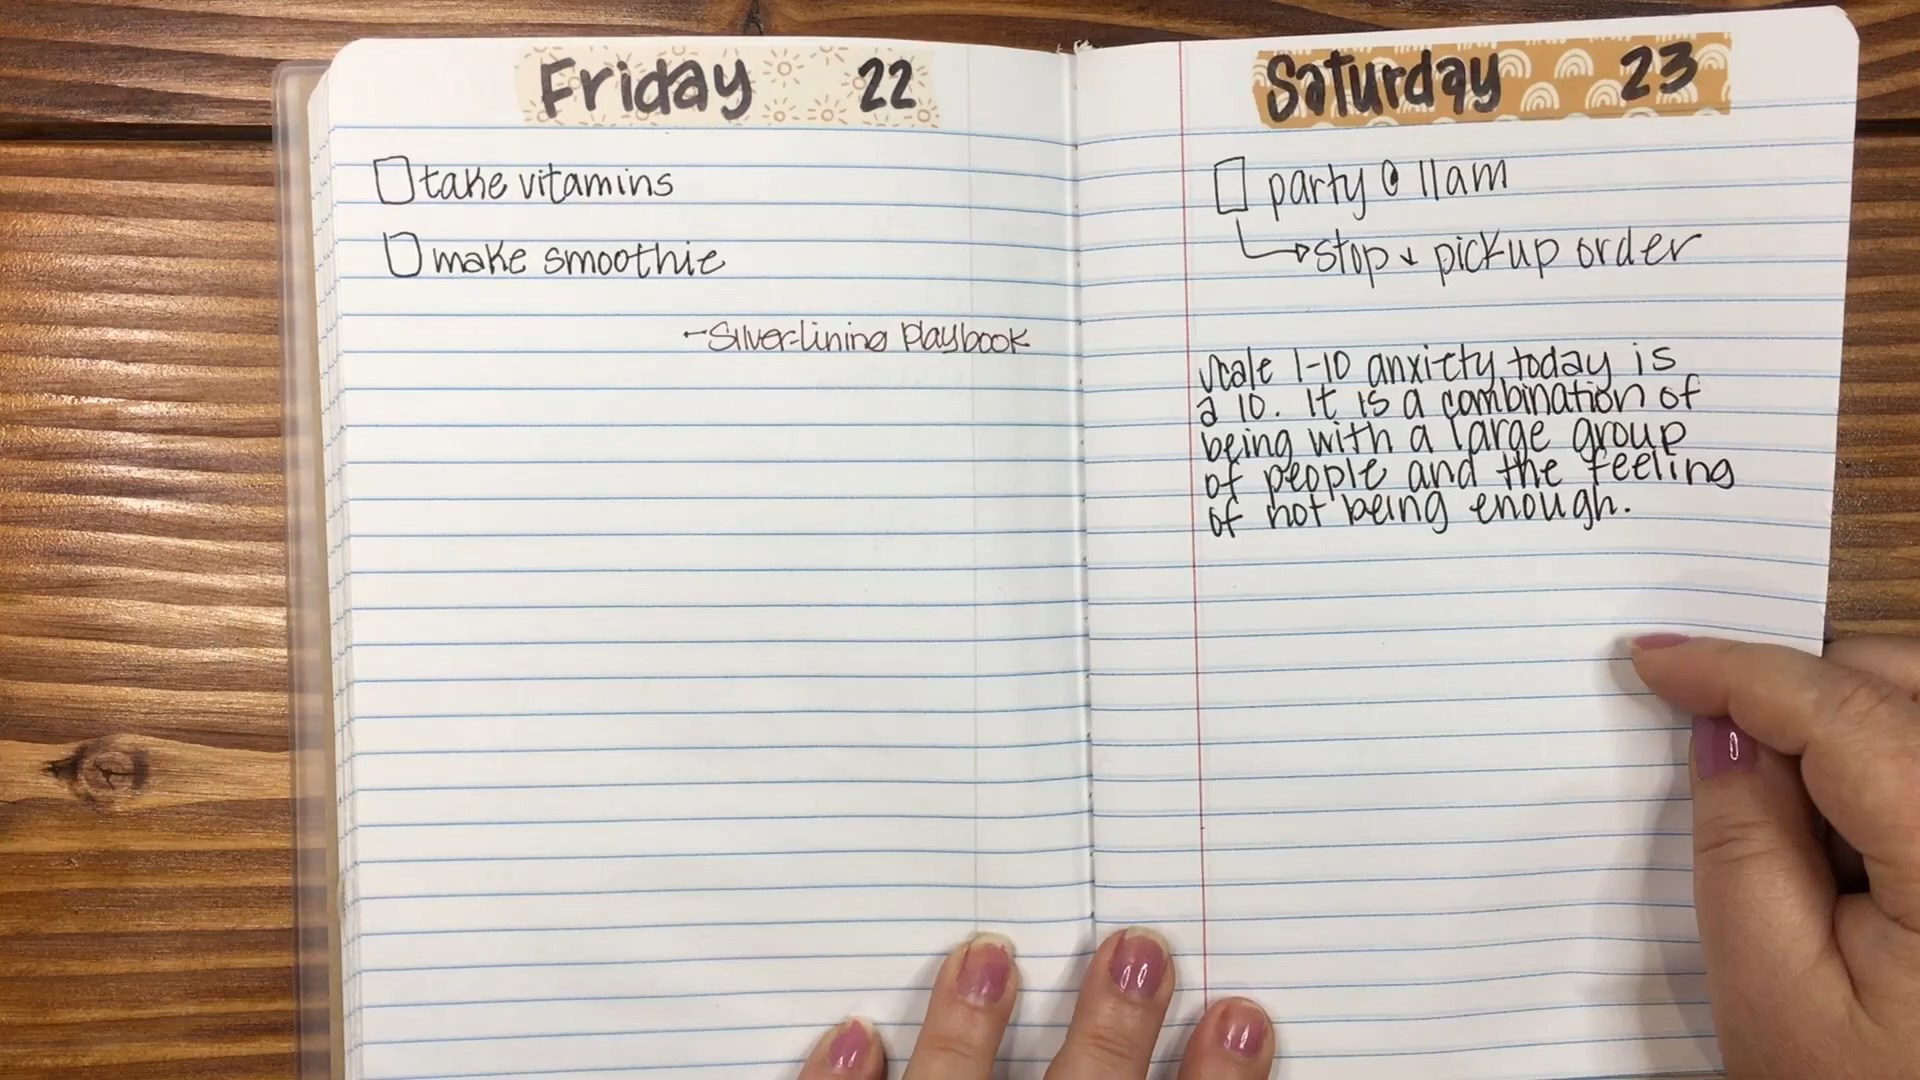 Friday 22
take vitamins
make smoothie
-Silver-lining Playbook
Saturday 23
party @ 11am
stop & pickup order
scale 1-10 anxiety today is
a 10. It is a combination of
being with a large group
of people and the feeling
of not being enough.